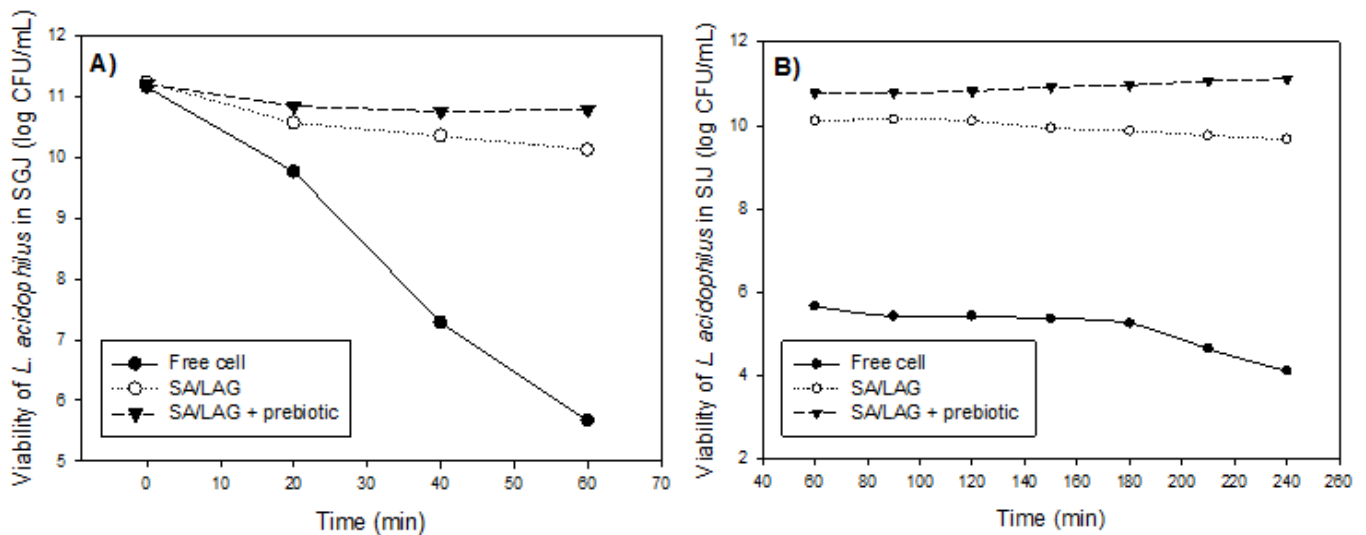 Viability of L. acidophilus in SGJ (log CFU/mL)
12
11
10
9
8
7
6
5
A)
Free cell
SA/LAG
SA/LAG + prebiotic
0
10
20
30
40
50
60
70
Time (min)
Viability of L. acidophilus in SIJ (log CFU/mL)
12
10
8
6
4
2
B)
Free cell
SA/LAG
SA/LAG + prebiotic
40
60
80
100
120
140
160
180
200
220
240
260
Time (min)